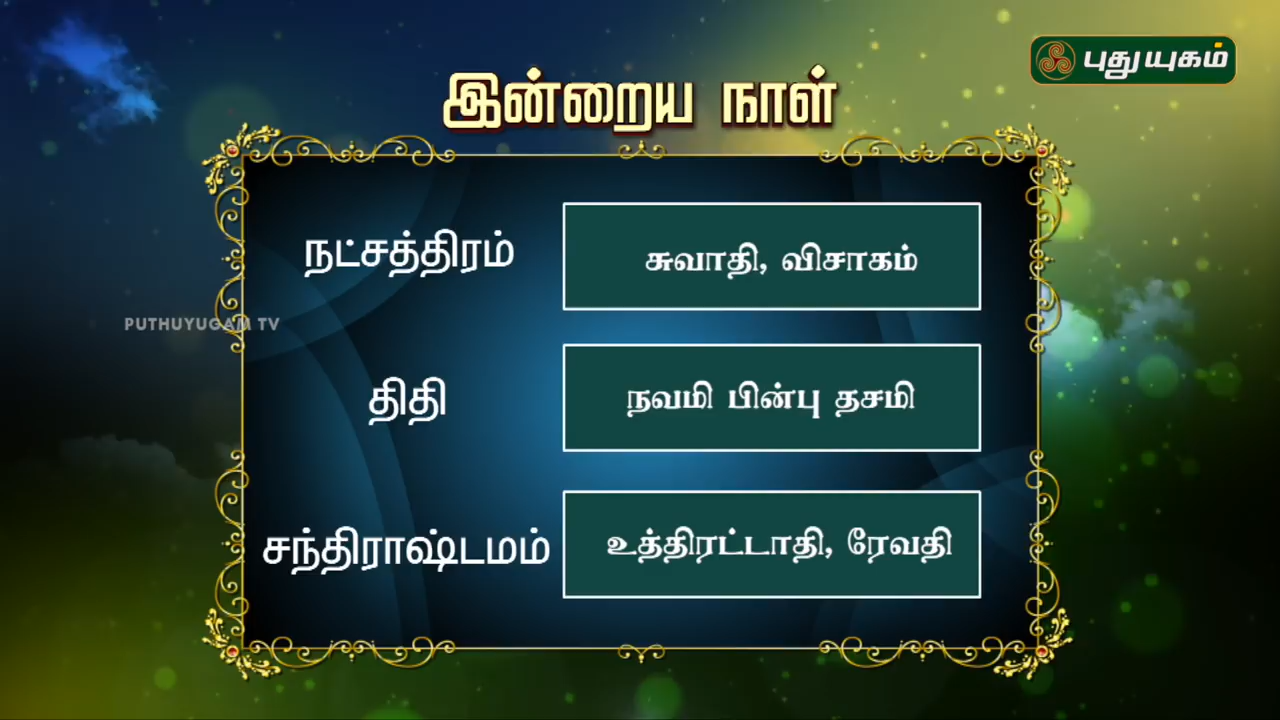 புதுயுகம்
இன்றைய நாள்
நட்சத்திரம்
சுவாதி, விசாகம்
PUTHUYUGAM TV
திதி
நவமி பின்பு தசமி
சந்திராஷ்டமம்
உத்திரட்டாதி, ரேவதி